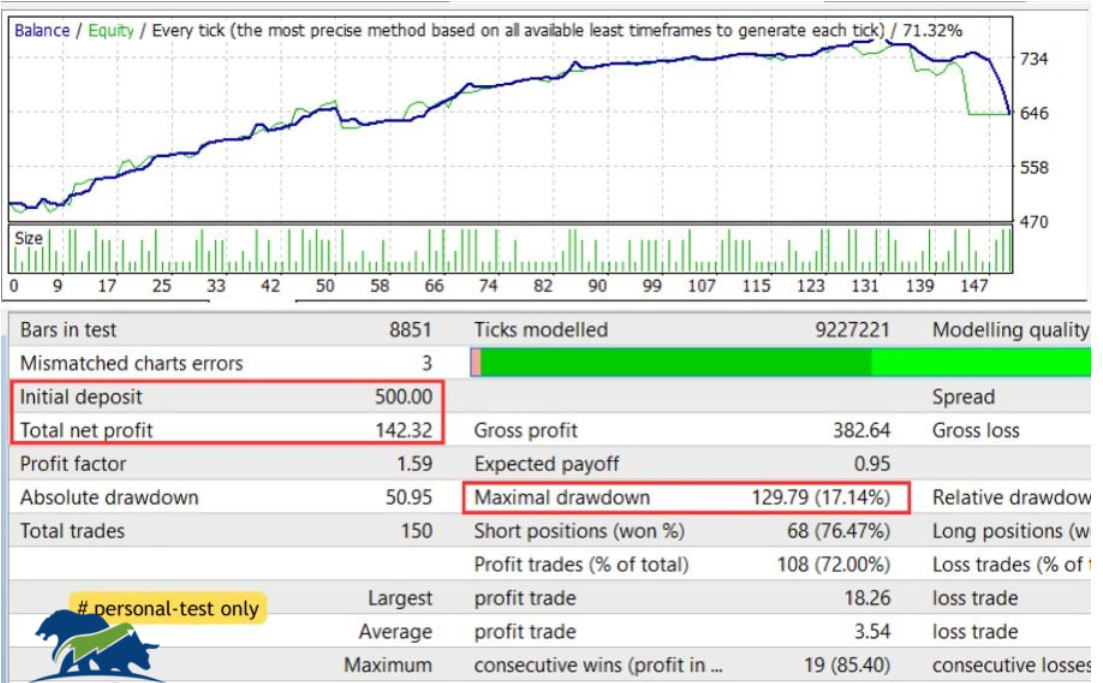 Balance / Equity / Every tick (the most precise method based on all available least timeframes to generate each tick) / 71.32%
734
646
558
470
Size
0 9 17 25 33 42 50 58 66 74 82 90 99 107 115 123 131 139 147
Bars in test 8851 Ticks modelled 9227221 Modelling quality
Mismatched charts errors 3
Initial deposit 500.00 Spread
Total net profit 142.32 Gross profit 382.64 Gross loss
Profit factor 1.59 Expected payoff 0.95
Absolute drawdown 50.95 Maximal drawdown 129.79 (17.14%) Relative drawdow
Total trades 150 Short positions (won %) 68 (76.47%) Long positions (w
Profit trades (% of total) 108 (72.00%) Loss trades (% of
# personal-test only
Largest profit trade 18.26 loss trade
Average profit trade 3.54 loss trade
Maximum consecutive wins (profit in ... 19 (85.40) consecutive losses